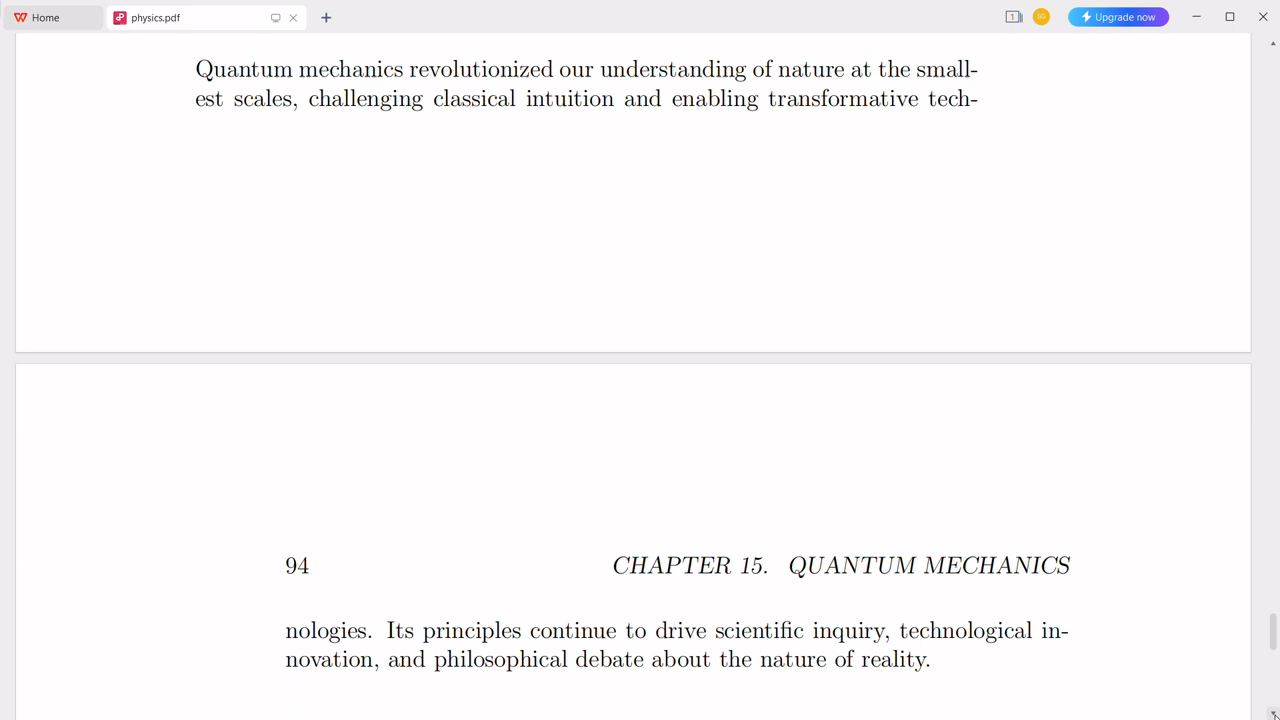 Home
physics.pdf
1
SG
Upgrade now
Quantum mechanics revolutionized our understanding of nature at the small-
est scales, challenging classical intuition and enabling transformative tech-
94
CHAPTER 15. QUANTUM MECHANICS
nologies. Its principles continue to drive scientific inquiry, technological in-
novation, and philosophical debate about the nature of reality.